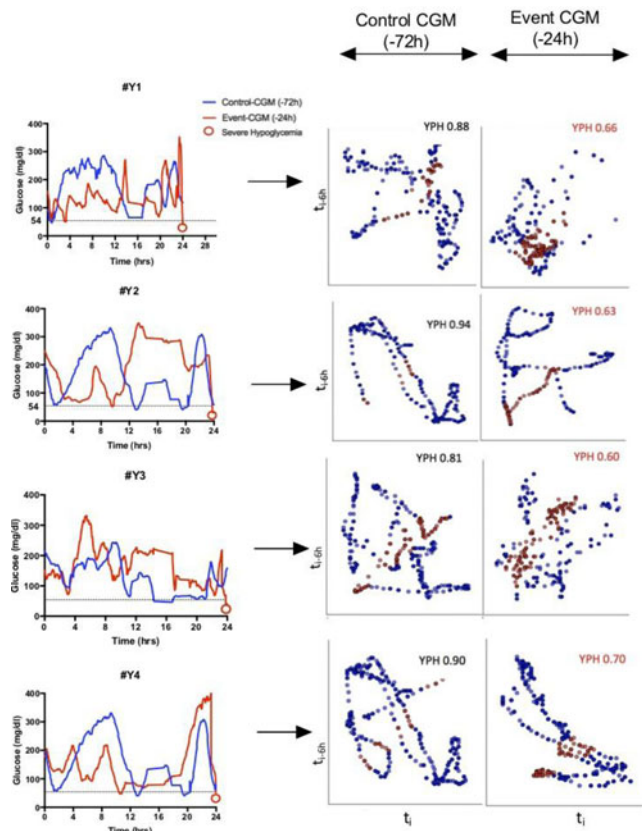 Control CGM
(-72h)
Event CGM
(-24h)
#Y1
Control-CGM (-72h)
Event-CGM (-24h)
Severe Hypoglycemia
Glucose (mg/dl)
400
300
200
100
54
0
0 4 8 12 16 20 24 28
Time (hrs)
YPH 0.88
YPH 0.66
ti-6h
#Y2
Glucose (mg/dl)
400
300
200
100
54
0
0 4 8 12 16 20 24
Time (hrs)
YPH 0.94
YPH 0.63
ti-6h
#Y3
Glucose (mg/dl)
400
300
200
100
0
0 4 8 12 16 20 24
Time (hrs)
YPH 0.81
YPH 0.60
ti-6h
#Y4
Glucose (mg/dl)
400
300
200
100
0
0 4 8 12 16 20 24
Time (hrs)
YPH 0.90
YPH 0.70
ti-6h
ti
ti